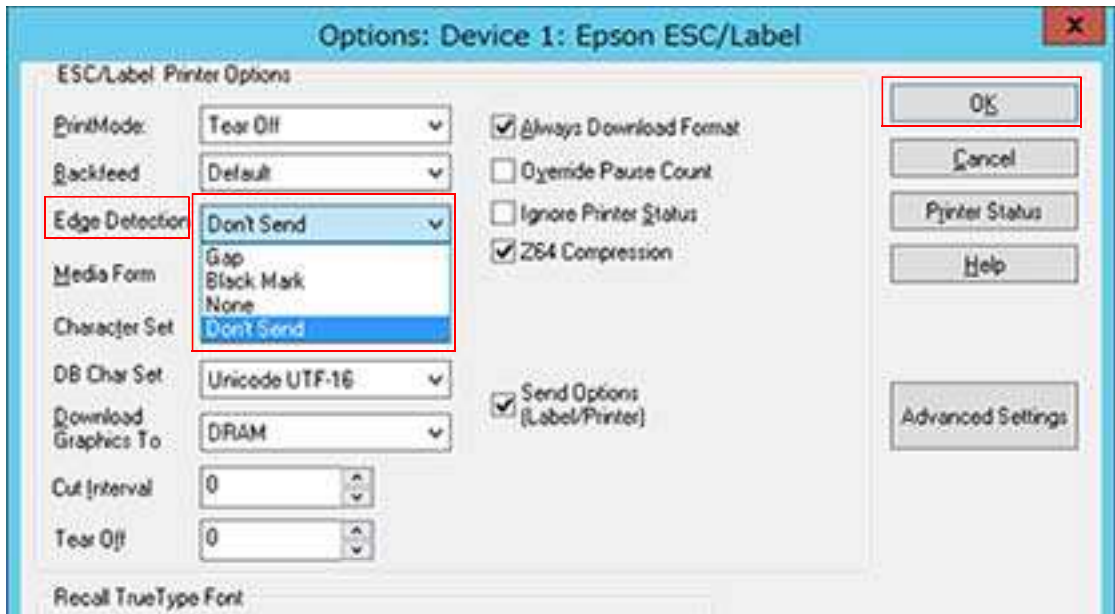 Options: Device 1: Epson ESC/Label
x
ESC/Label Printer Options
PrintMode:
Tear Off
Always Download Format
OK
Backfeed
Default
Override Pause Count
Cancel
Edge Detection
Don't Send
Ignore Printer Status
Printer Status
Gap
Z64 Compression
Help
Media Form
Black Mark
None
Character Set
Don't Send
DB Char Set
Unicode UTF-16
Send Options
(Label/Printer)
Advanced Settings
Download
Graphics To
DRAM
Cut Interval
0
Tear Off
0
Recall TrueType Font